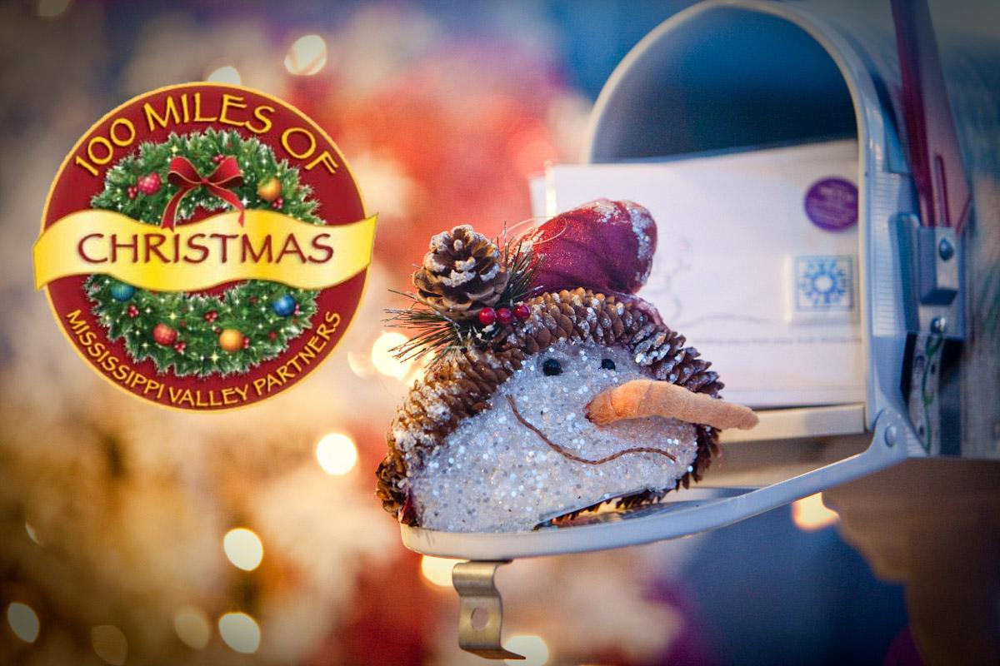 100 MILES OF
CHRISTMAS
MISSISSIPPI VALLEY PARTNERS